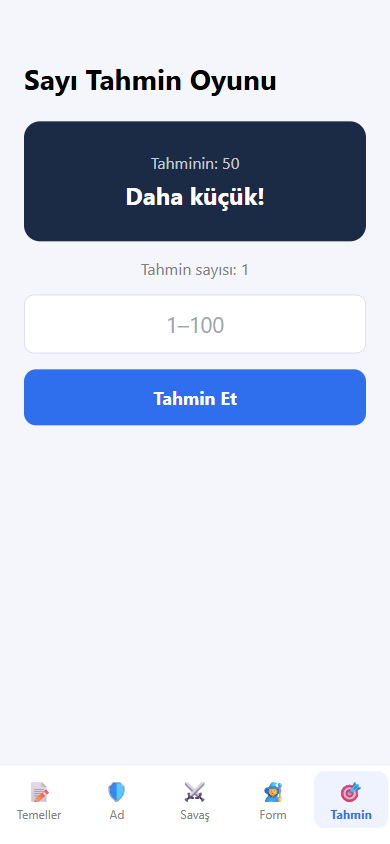 Sayı Tahmin Oyunu
Tahminin: 50
Daha küçük!
Tahmin sayısı: 1
1–100
Tahmin Et
Temeller
Ad
Savaş
Form
Tahmin